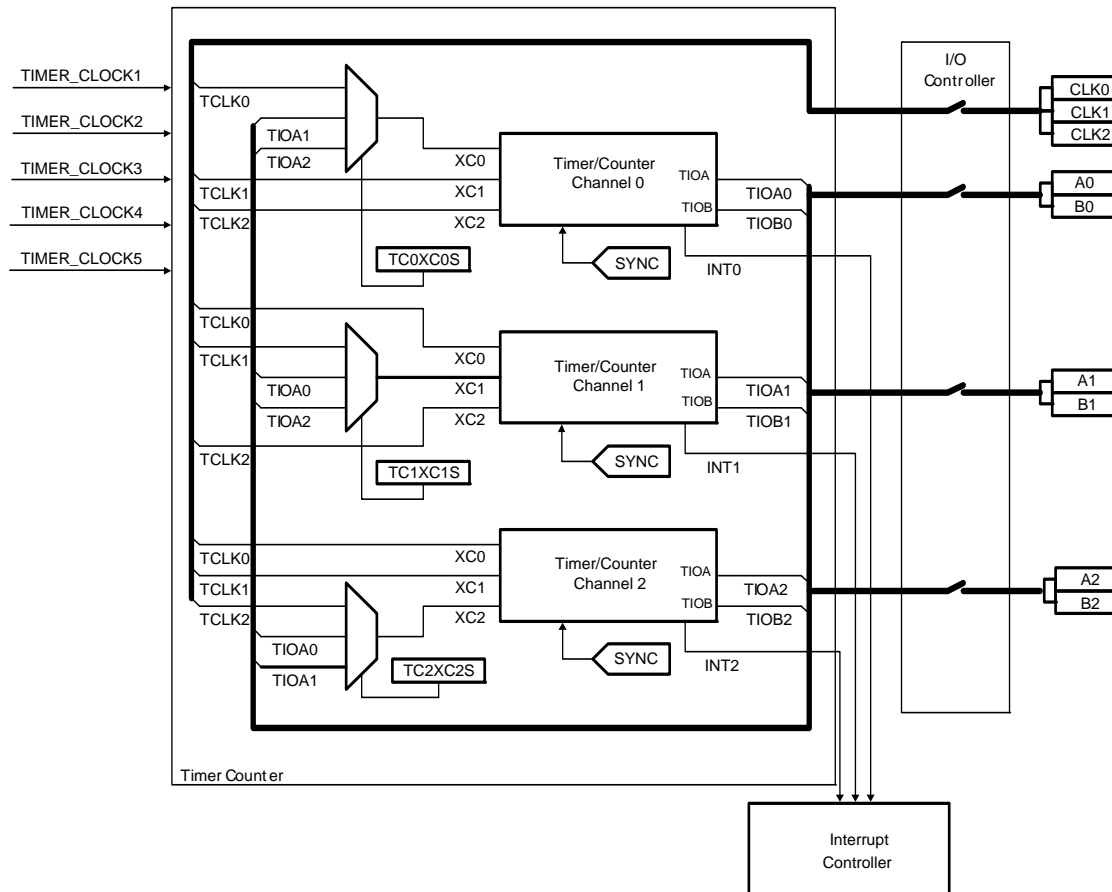 TIMER_CLOCK1
TIMER_CLOCK2
TIMER_CLOCK3
TIMER_CLOCK4
TIMER_CLOCK5
TCLK0
TIOA1
TIOA2
TCLK1
TCLK2
XC0
XC1
XC2
Timer/Counter
Channel 0
TIOA
TIOB
TIOA0
TIOB0
TC0XC0S
SYNC
INT0
TCLK0
TCLK1
TIOA0
TIOA2
TCLK2
XC0
XC1
XC2
Timer/Counter
Channel 1
TIOA
TIOB
TIOA1
TIOB1
TC1XC1S
SYNC
INT1
TCLK0
TCLK1
TCLK2
TIOA0
TIOA1
XC0
XC1
XC2
Timer/Counter
Channel 2
TIOA
TIOB
TIOA2
TIOB2
TC2XC2S
SYNC
INT2
Timer Counter
I/O
Controller
CLK0
CLK1
CLK2
A0
B0
A1
B1
A2
B2
Interrupt
Controller